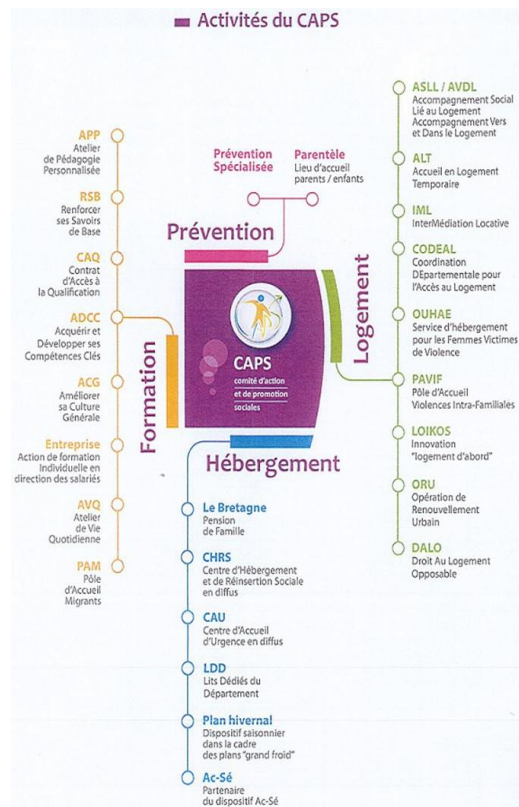 Activités du CAPS
APP
Atelier
de Pédagogie
Personnalisée
RSB
Renforcer
ses Savoirs
de Base
CAQ
Contrat
d'Accès à
la Qualification
ADCC
Acquérir et
Développer ses
Compétences Clés
ACG
Améliorer
sa Culture
Générale
Entreprise
Action de formation
Individuelle en
direction des salariés
AVQ
Atelier
de Vie
Quotidienne
PAM
Pôle
d'Accueil
Migrants
Formation
Prévention
Spécialisée
Parentèle
Lieu d'accueil
parents / enfants
Prévention
CAPS
comité d'action
et de promotion
sociales
Logement
ASLL / AVDL
Accompagnement Social
Lié au Logement
Accompagnement Vers
et Dans le Logement
ALT
Accueil en Logement
Temporaire
IML
InterMédiation Locative
CODEAL
Coordination
DÉpartementale pour
l'Accès au Logement
OUHAE
Service d'hébergement
pour les Femmes Victimes
de Violence
PAVIF
Pôle d'Accueil
Violences Intra-Familiales
LOIKOS
Innovation
"logement d'abord"
ORU
Opération de
Renouvellement
Urbain
DALO
Droit Au Logement
Opposable
Hébergement
Le Bretagne
Pension
de Famille
CHRS
Centre d'Hébergement
et de Réinsertion Sociale
en diffus
CAU
Centre d'Accueil
d'Urgence en diffus
LDD
Lits Dédiés du
Département
Plan hivernal
Dispositif saisonnier
dans la cadre
des plans "grand froid"
Ac-Sé
Partenaire
du dispositif Ac-Sé